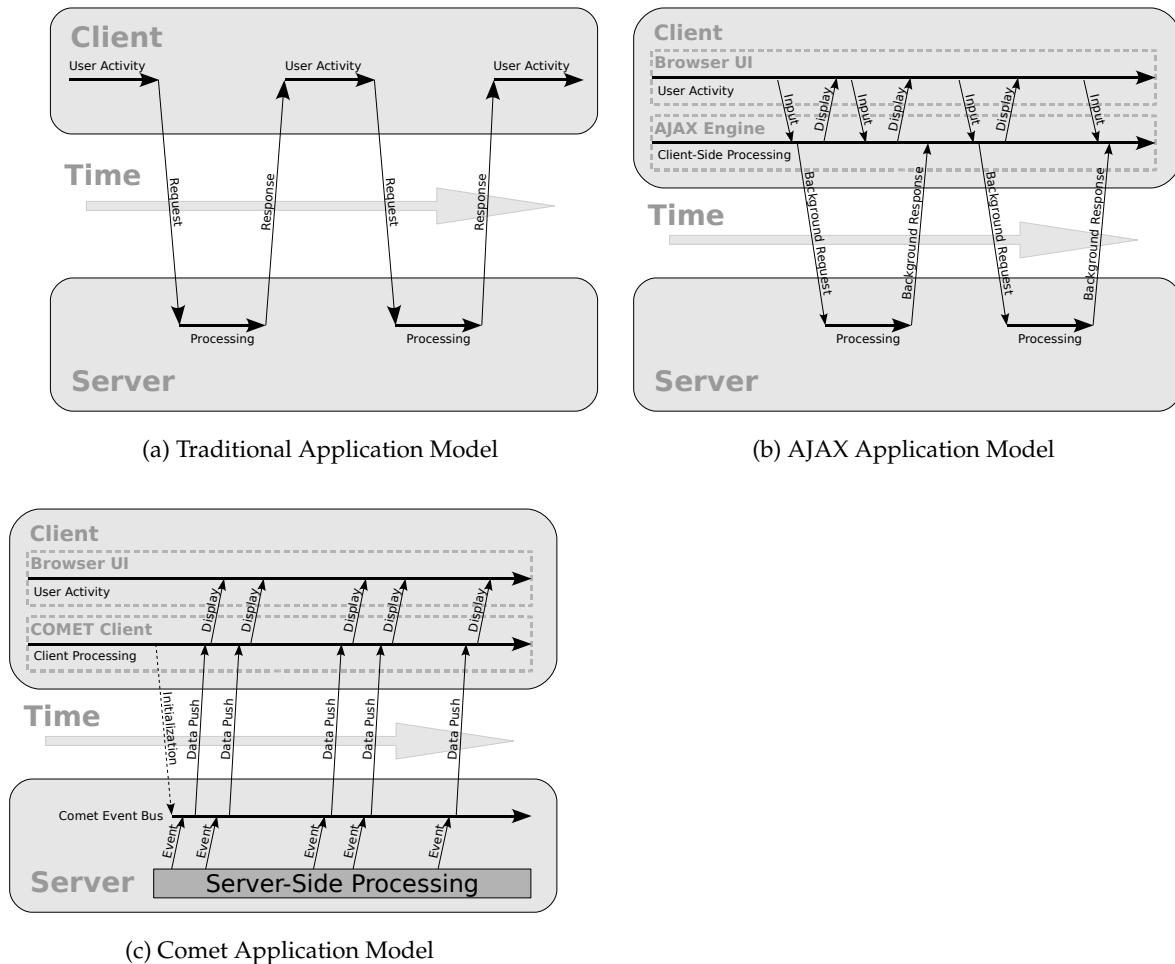 Client
User Activity
User Activity
User Activity
Time
Request
Response
Request
Response
Processing
Processing
Server
(a) Traditional Application Model
Client
Browser UI
User Activity
Input
Display
Input
Display
Input
Display
Input
AJAX Engine
Client-Side Processing
Time
Background Request
Background Response
Background Request
Background Response
Processing
Processing
Server
(b) AJAX Application Model
Client
Browser UI
User Activity
Display
Display
Display
Display
Display
COMET Client
Client Processing
Time
Initialization
Data Push
Data Push
Data Push
Data Push
Data Push
Comet Event Bus
Event
Event
Event
Event
Event
Server
Server-Side Processing
(c) Comet Application Model